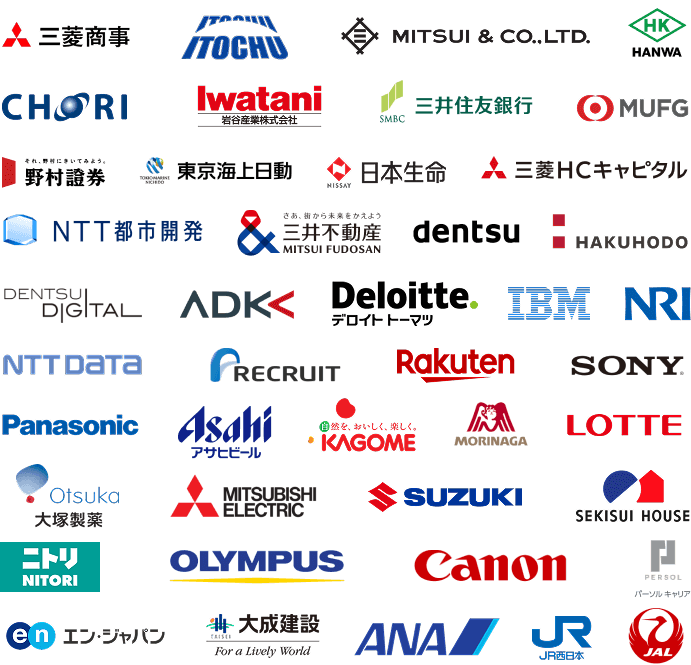 三菱商事
ITOCHU
ITOCHU
MITSUI & CO.,LTD.
HK
HANWA
CHORI
Iwatani
岩谷産業株式会社
SMBC
三井住友銀行
MUFG
それ、野村にきいてみよう。
野村證券
TOKIO MARINE
NICHIDO
東京海上日動
NISSAY
日本生命
三菱HCキャピタル
NTT都市開発
&
さあ、街から未来をかえよう
三井不動産
MITSUI FUDOSAN
dentsu
HAKUHODO
DENTSU
DIGITAL
ADK
Deloitte.
デロイト トーマツ
IBM
NRI
NTT DATA
RECRUIT
Rakuten
SONY
Panasonic
Asahi
アサヒビール
自然を、おいしく、楽しく。
KAGOME
MORINAGA
LOTTE
Otsuka
大塚製薬
MITSUBISHI
ELECTRIC
SUZUKI
SEKISUI HOUSE
ニトリ
NITORI
OLYMPUS
Canon
PERSOL
パーソル キャリア
en
エン・ジャパン
TAISEI
大成建設
For a Lively World
ANA
JR
JR西日本
JAL